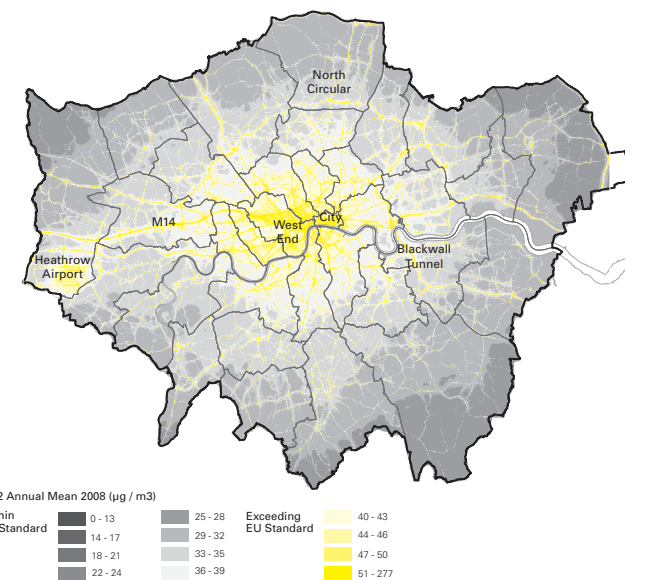 North
Circular
City
M14
West
End
Blackwall
Tunnel
Heathrow
Airport
2 Annual Mean 2008 (µg / m3)
Standard
0 - 13
14 - 17
18 - 21
22 - 24
25 - 28
29 - 32
33 - 35
36 - 39
Exceeding
EU Standard
40 - 43
44 - 46
47 - 50
51 - 277